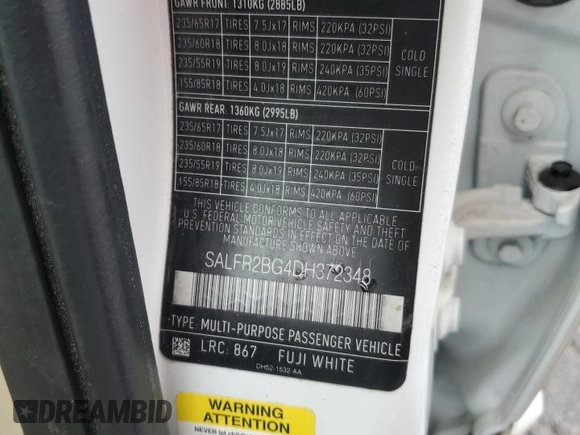 GAWR FRONT: 1310KG (2885LB)
235/65R17 TIRES 7.5Jx17 RIMS 220KPA (32PSI)
235/60R18 TIRES 8.0Jx18 RIMS 220KPA (32PSI) COLD
235/55R19 TIRES 8.0Jx19 RIMS 240KPA (35PSI) SINGLE
155/85R18 TIRES 4.0Jx18 RIMS 420KPA (60PSI)
GAWR REAR: 1360KG (2995LB)
235/65R17 TIRES 7.5Jx17 RIMS 220KPA (32PSI)
235/60R18 TIRES 8.0Jx18 RIMS 220KPA (32PSI) COLD
235/55R19 TIRES 8.0Jx19 RIMS 240KPA (35PSI) SINGLE
155/85R18 TIRES 4.0Jx18 RIMS 420KPA (60PSI)
THIS VEHICLE CONFORMS TO ALL APPLICABLE
U.S. FEDERAL MOTOR VEHICLE SAFETY AND THEFT
PREVENTION STANDARDS IN EFFECT ON THE DATE
OF MANUFACTURE SHOWN ABOVE
SALFR2BG4DH372348
TYPE: MULTI-PURPOSE PASSENGER VEHICLE
LRC: 867 FUJI WHITE
DH52-1532-AA
WARNING
ATTENTION
NEVER let chil
DREAMBID